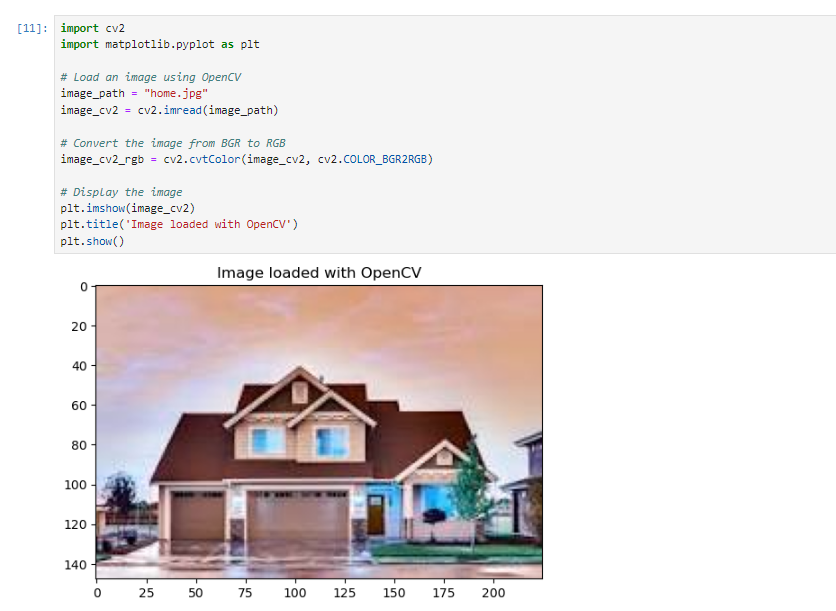 [11]: import cv2
import matplotlib.pyplot as plt
# Load an image using OpenCV
image_path = "home.jpg"
image_cv2 = cv2.imread(image_path)
# Convert the image from BGR to RGB
image_cv2_rgb = cv2.cvtColor(image_cv2, cv2.COLOR_BGR2RGB)
# Display the image
plt.imshow(image_cv2)
plt.title('Image loaded with OpenCV')
plt.show()
Image loaded with OpenCV
0
20
40
60
80
100
120
140
0 25 50 75 100 125 150 175 200